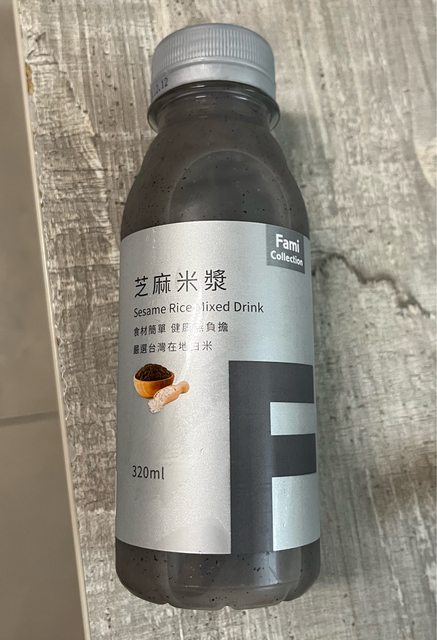 Fami
Collection
芝麻米漿
Sesame Rice Mixed Drink
食材簡單 健康無負擔
嚴選台灣在地白米
320ml
F